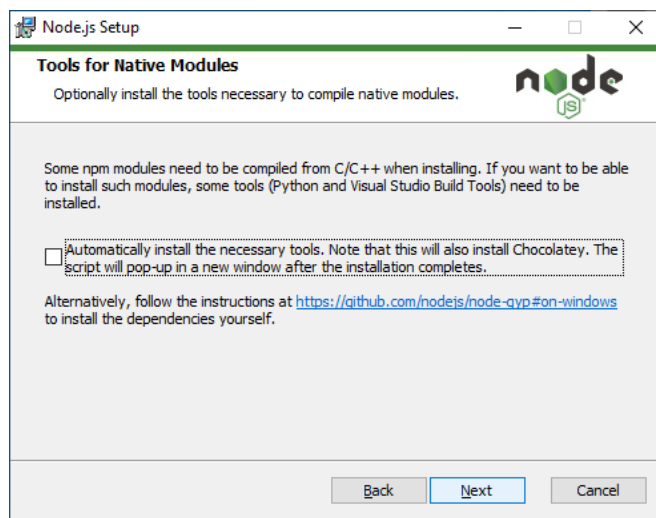 Node.js Setup
Tools for Native Modules
Optionally install the tools necessary to compile native modules.
node
JS
Some npm modules need to be compiled from C/C++ when installing. If you want to be able
to install such modules, some tools (Python and Visual Studio Build Tools) need to be
installed.
Automatically install the necessary tools. Note that this will also install Chocolatey. The
script will pop-up in a new window after the installation completes.
Alternatively, follow the instructions at https://github.com/nodejs/node-gyp#on-windows
to install the dependencies yourself.
Back Next Cancel